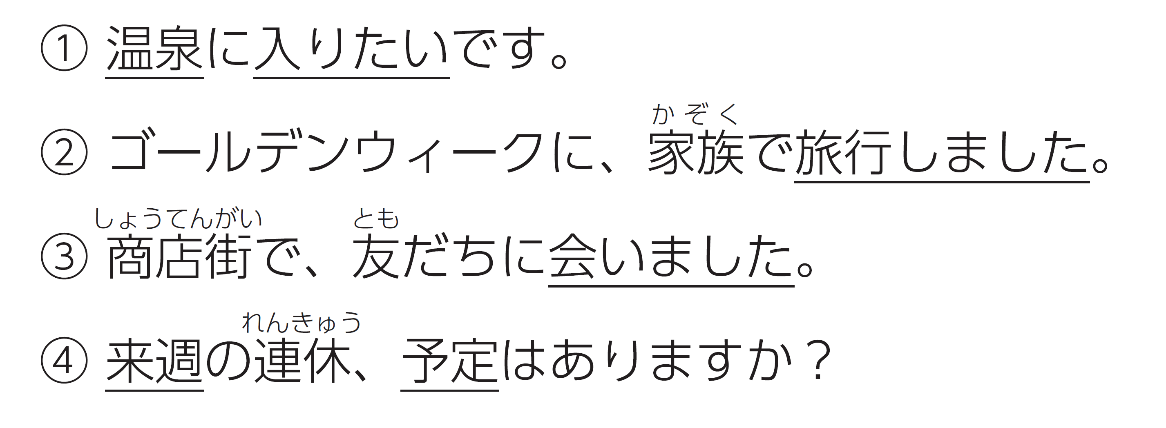 ① 温泉に入りたいです。
かぞく
② ゴールデンウィークに、家族で旅行しました。
しょうてんがい とも
③ 商店街で、友だちに会いました。
れんきゅう
④ 来週の連休、予定はありますか？